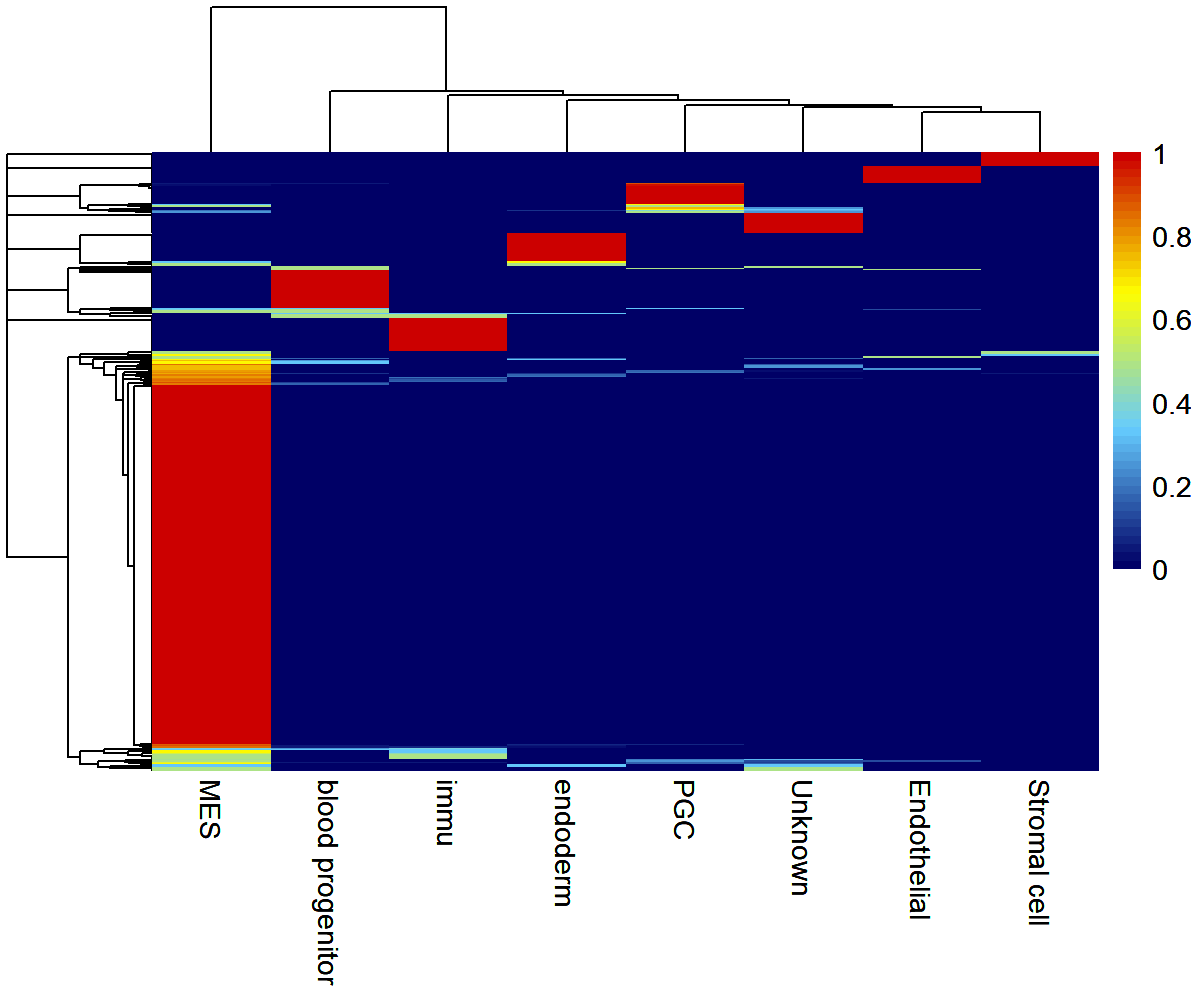 1
0.8
0.6
0.4
0.2
0
MES
blood progenitor
immu
endoderm
PGC
Unknown
Endothelial
Stromal cell